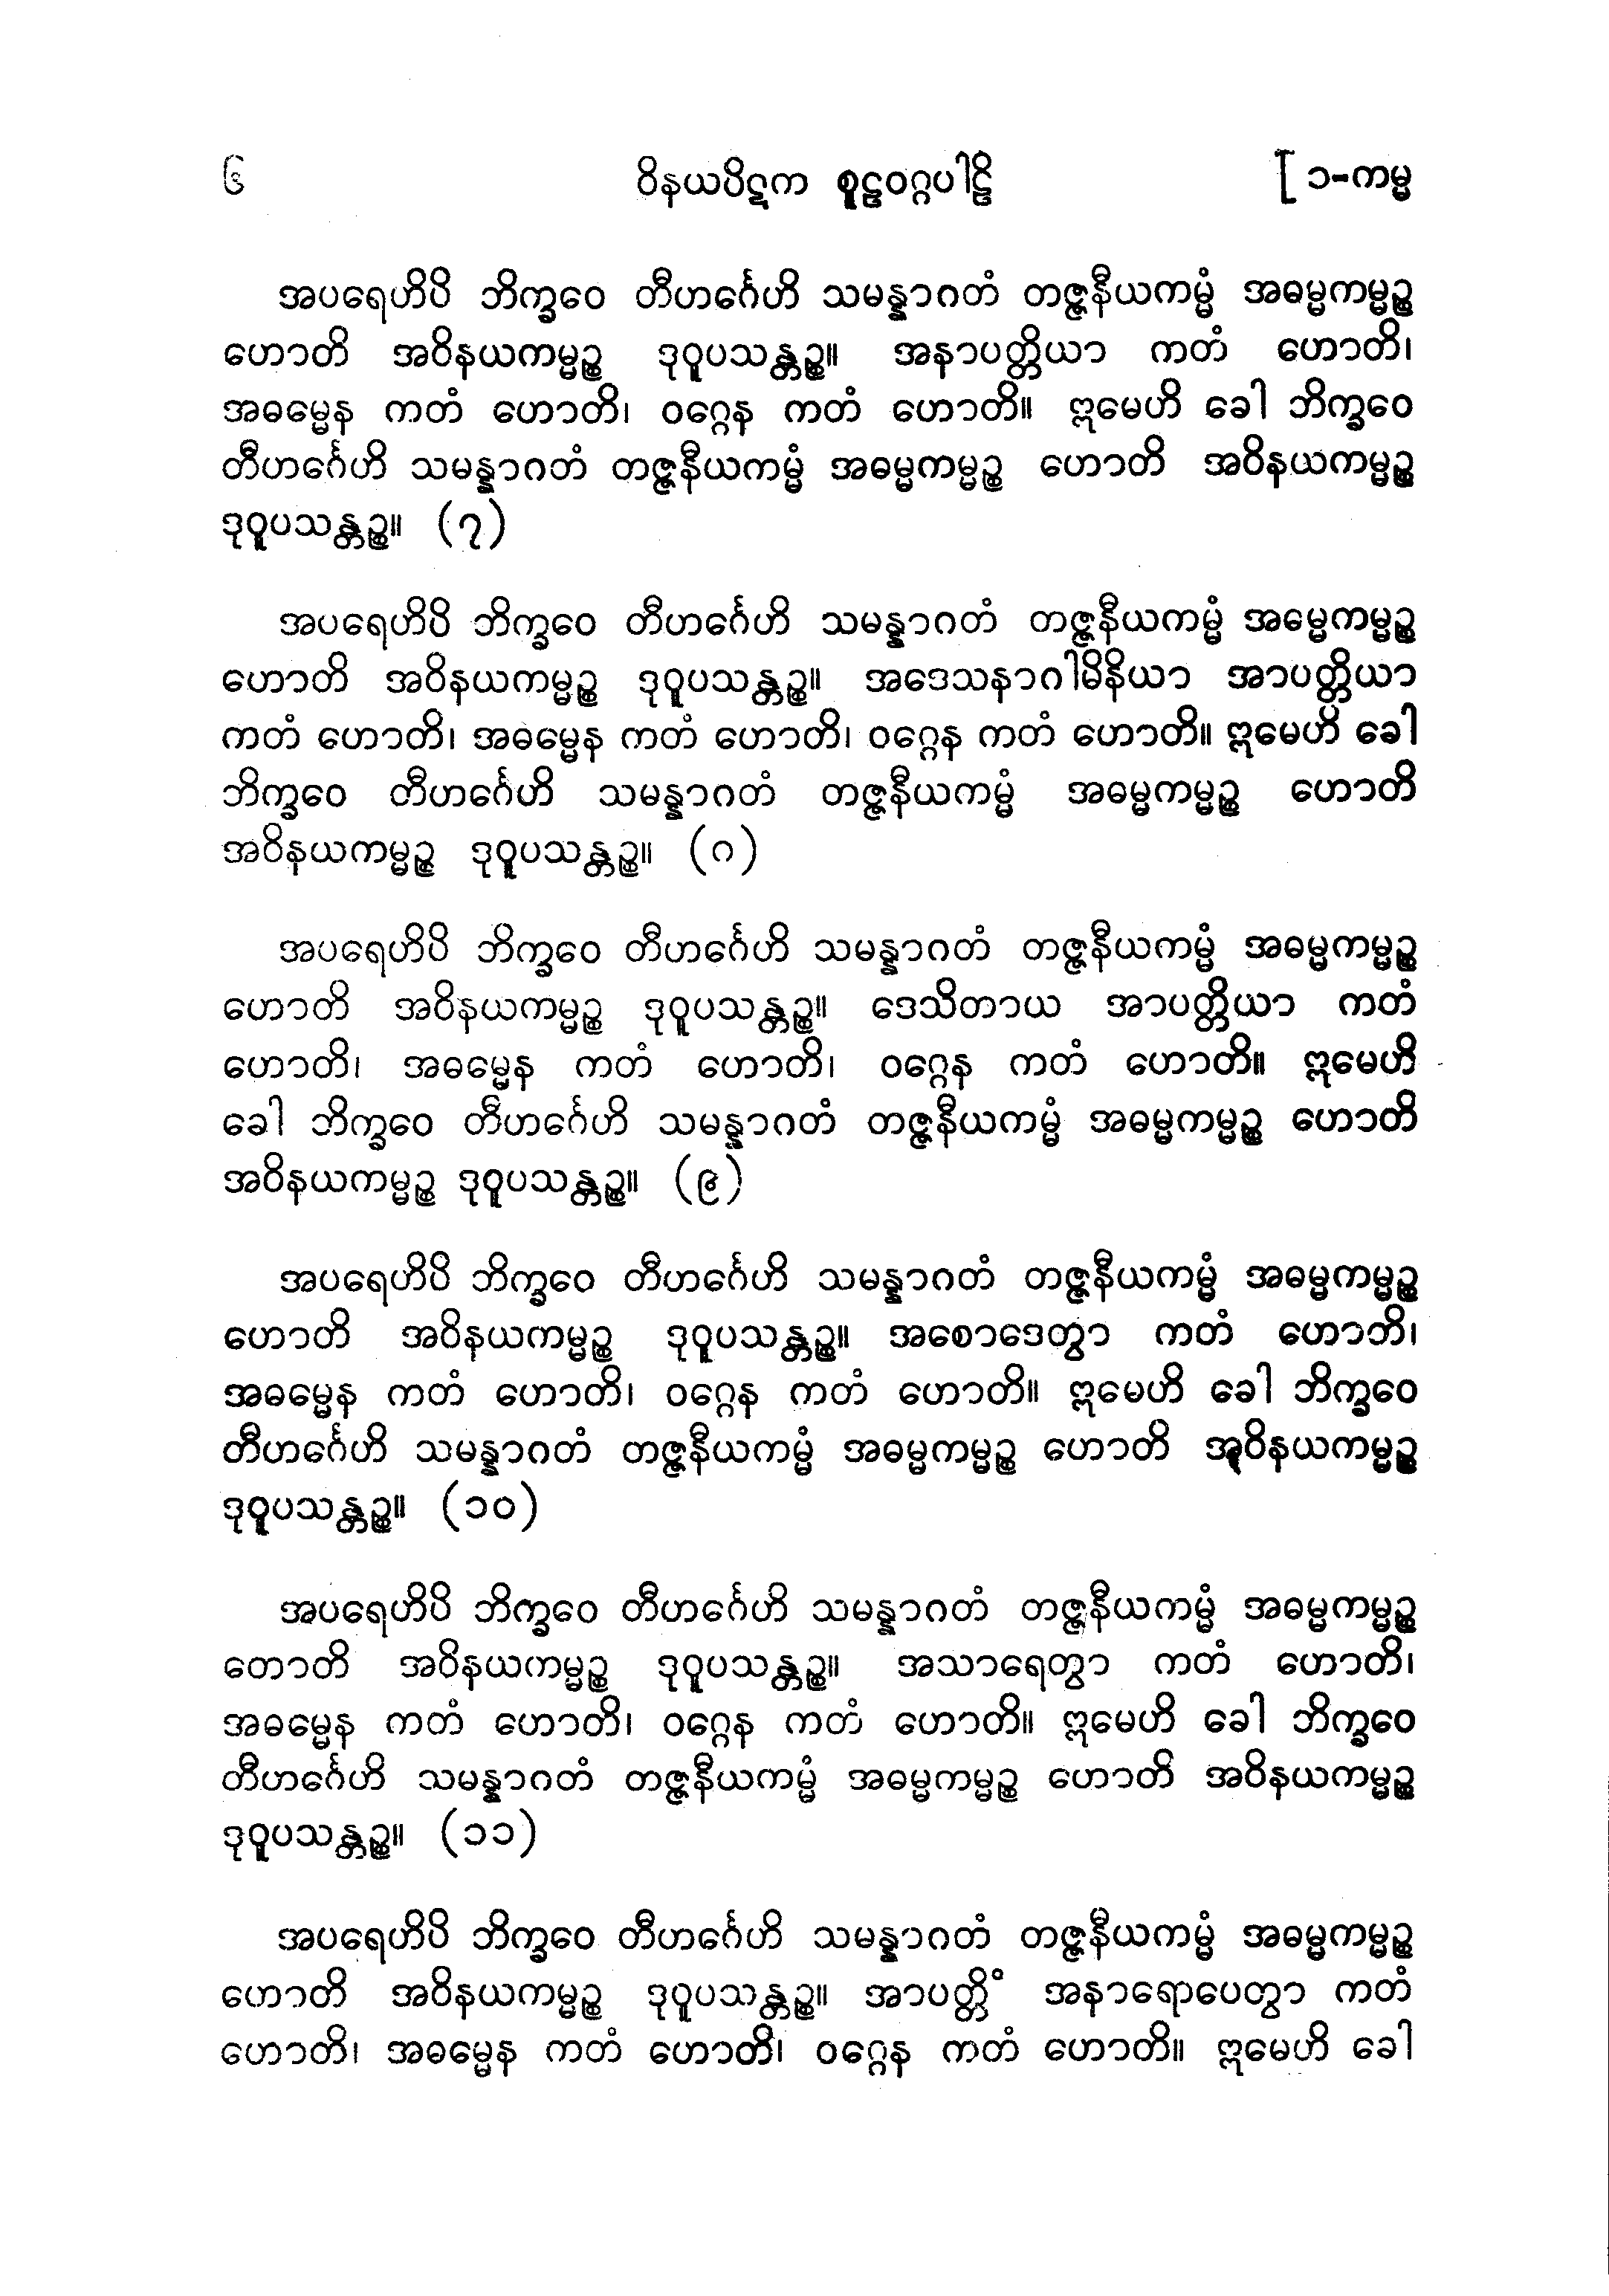 ၆ ဝိနယပိဋက စူဠဝဂ္ဂပါဠိ [ ၁-ကမ္မ
အပရေဟိပိ ဘိက္ခဝေ တီဟင်္ဂေဟိ သမန္နာဂတံ တဇ္ဇနီယကမ္မံ အဓမ္မကမ္မဉ္စ
ဟောတိ အဝိနယကမ္မဉ္စ ဒုဝူပသန္တဉ္စ။ အနာပတ္တိယာ ကတံ ဟောတိ၊
အဓမ္မေန ကတံ ဟောတိ၊ ဝဂ္ဂေန ကတံ ဟောတိ။ ဣမေဟိ ခေါ ဘိက္ခဝေ
တီဟင်္ဂေဟိ သမန္နာဂတံ တဇ္ဇနီယကမ္မံ အဓမ္မကမ္မဉ္စ ဟောတိ အဝိနယကမ္မဉ္စ
ဒုဝူပသန္တဉ္စ။ (၇)
အပရေဟိပိ ဘိက္ခဝေ တီဟင်္ဂေဟိ သမန္နာဂတံ တဇ္ဇနီယကမ္မံ အမ္မေကမ္မဉ္စ
ဟောတိ အဝိနယကမ္မဉ္စ ဒုဝူပသန္တဉ္စ။ အဒေသနာဂါမိနိယာ အာပတ္တိယာ
ကတံ ဟောတိ၊ အဓမ္မေန ကတံ ဟောတိ၊ ဝဂ္ဂေန ကတံ ဟောတိ။ ဣမေဟိ ခေါ
ဘိက္ခဝေ တီဟင်္ဂေဟိ သမန္နာဂတံ တဇ္ဇနီယကမ္မံ အဓမ္မကမ္မဉ္စ ဟောတိ
အဝိနယကမ္မဉ္စ ဒုဝူပသန္တဉ္စ။ (၈)
အပရေဟိပိ ဘိက္ခဝေ တီဟင်္ဂေဟိ သမန္နာဂတံ တဇ္ဇနီယကမ္မံ အဓမ္မကမ္မဉ္စ
ဟောတိ အဝိနယကမ္မဉ္စ ဒုဝူပသန္တဉ္စ။ ဒေသိတာယ အာပတ္တိယာ ကတံ
ဟောတိ၊ အဓမ္မေန ကတံ ဟောတိ၊ ဝဂ္ဂေန ကတံ ဟောတိ။ ဣမေဟိ
ခေါ ဘိက္ခဝေ တီဟင်္ဂေဟိ သမန္နာဂတံ တဇ္ဇနီယကမ္မံ အဓမ္မကမ္မဉ္စ ဟောတိ
အဝိနယကမ္မဉ္စ ဒုဝူပသန္တဉ္စ။ (၉)
အပရေဟိပိ ဘိက္ခဝေ တီဟင်္ဂေဟိ သမန္နာဂတံ တဇ္ဇနီယကမ္မံ အဓမ္မကမ္မဉ္စ
ဟောတိ အဝိနယကမ္မဉ္စ ဒုဝူပသန္တဉ္စ။ အစောဒေတွာ ကတံ ဟောတိ၊
အဓမ္မေန ကတံ ဟောတိ၊ ဝဂ္ဂေန ကတံ ဟောတိ။ ဣမေဟိ ခေါ ဘိက္ခဝေ
တီဟင်္ဂေဟိ သမန္နာဂတံ တဇ္ဇနီယကမ္မံ အဓမ္မကမ္မဉ္စ ဟောတိ အဝိနယကမ္မဉ္စ
ဒုဝူပသန္တဉ္စ။ (၁၀)
အပရေဟိပိ ဘိက္ခဝေ တီဟင်္ဂေဟိ သမန္နာဂတံ တဇ္ဇနီယကမ္မံ အဓမ္မကမ္မဉ္စ
တောတိ အဝိနယကမ္မဉ္စ ဒုဝူပသန္တဉ္စ။ အသာရေတွာ ကတံ ဟောတိ၊
အဓမ္မေန ကတံ ဟောတိ၊ ဝဂ္ဂေန ကတံ ဟောတိ။ ဣမေဟိ ခေါ ဘိက္ခဝေ
တီဟင်္ဂေဟိ သမန္နာဂတံ တဇ္ဇနီယကမ္မံ အဓမ္မကမ္မဉ္စ ဟောတိ အဝိနယကမ္မဉ္စ
ဒုဝူပသန္တဉ္စ။ (၁၁)
အပရေဟိပိ ဘိက္ခဝေ တီဟင်္ဂေဟိ သမန္နာဂတံ တဇ္ဇနီယကမ္မံ အဓမ္မကမ္မဉ္စ
ဟောတိ အဝိနယကမ္မဉ္စ ဒုဝူပသန္တဉ္စ။ အာပတ္တိံ အနာရောပေတွာ ကတံ
ဟောတိ၊ အဓမ္မေန ကတံ ဟောတိ၊ ဝဂ္ဂေန ကတံ ဟောတိ။ ဣမေဟိ ခေါ